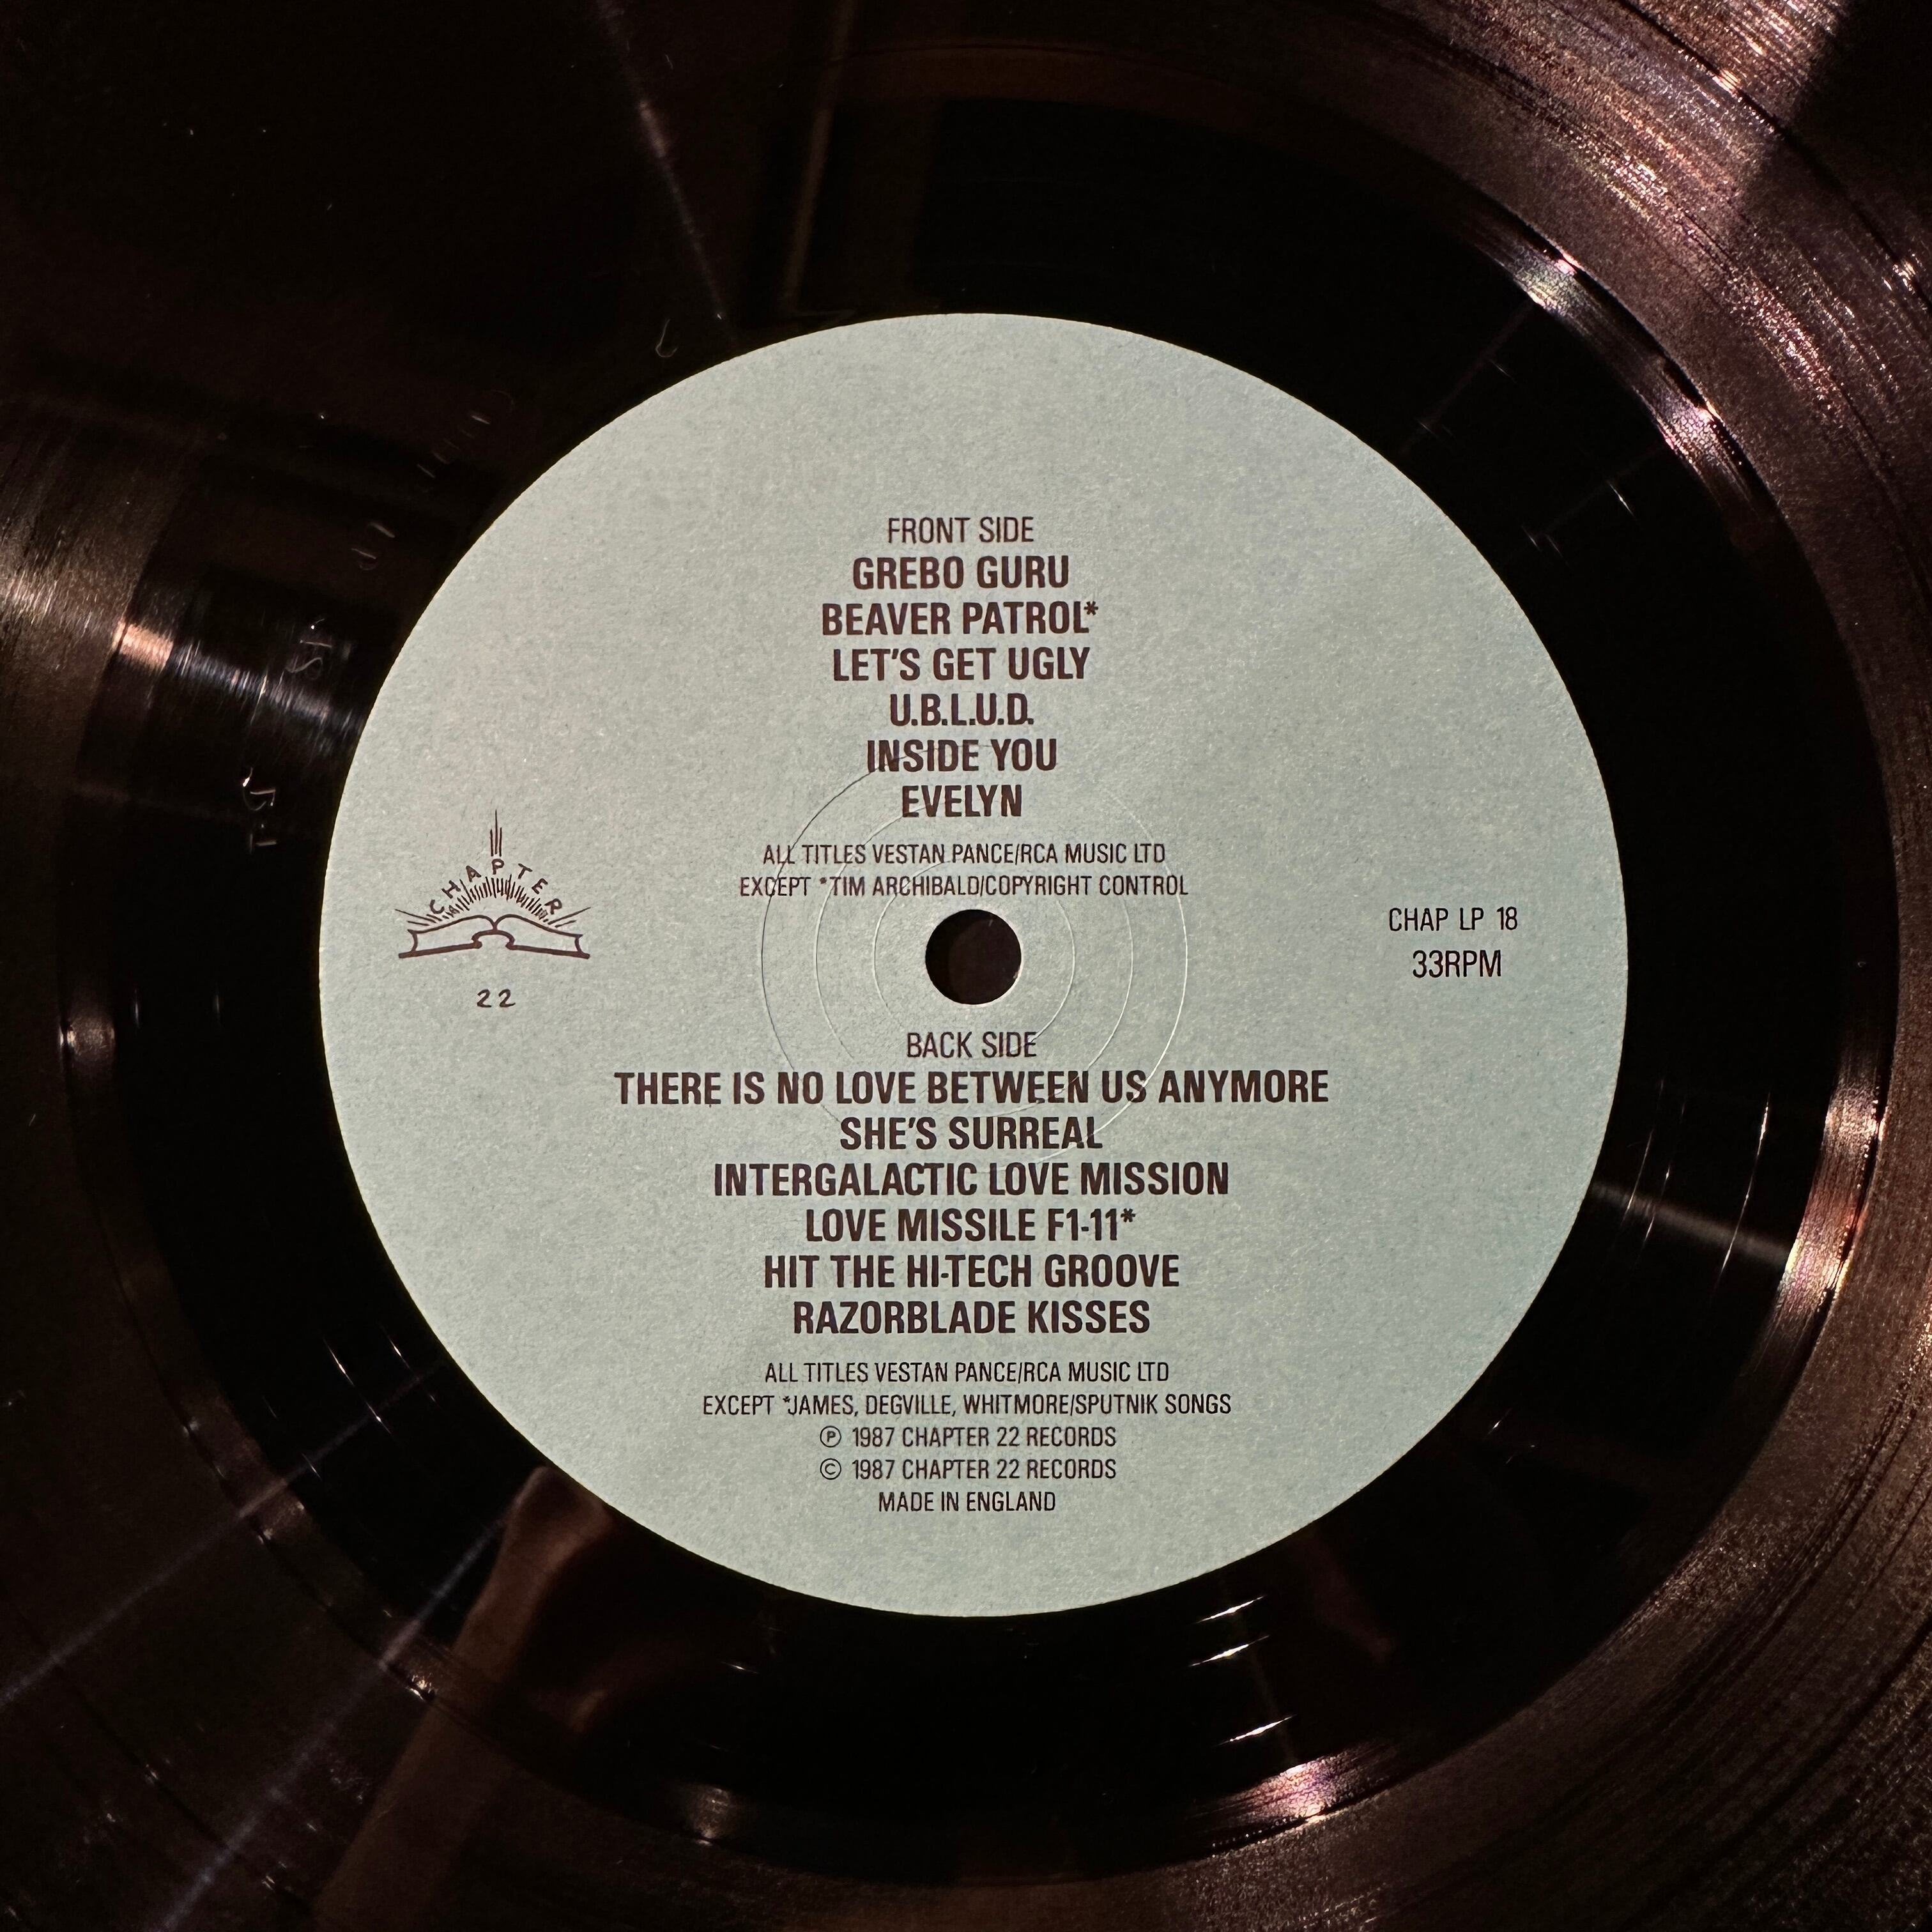 FRONT SIDE
GREBO GURU
BEAVER PATROL*
LET'S GET UGLY
U.B.L.U.D.
INSIDE YOU
EVELYN
ALL TITLES VESTAN PANCE/RCA MUSIC LTD
EXCEPT *TIM ARCHIBALD/COPYRIGHT CONTROL
CHAPTER
22
CHAP LP 18
33RPM
BACK SIDE
THERE IS NO LOVE BETWEEN US ANYMORE
SHE'S SURREAL
INTERGALACTIC LOVE MISSION
LOVE MISSILE F1-11*
HIT THE HI-TECH GROOVE
RAZORBLADE KISSES
ALL TITLES VESTAN PANCE/RCA MUSIC LTD
EXCEPT *JAMES, DEGVILLE, WHITMORE/SPUTNIK SONGS
Ⓟ 1987 CHAPTER 22 RECORDS
© 1987 CHAPTER 22 RECORDS
MADE IN ENGLAND